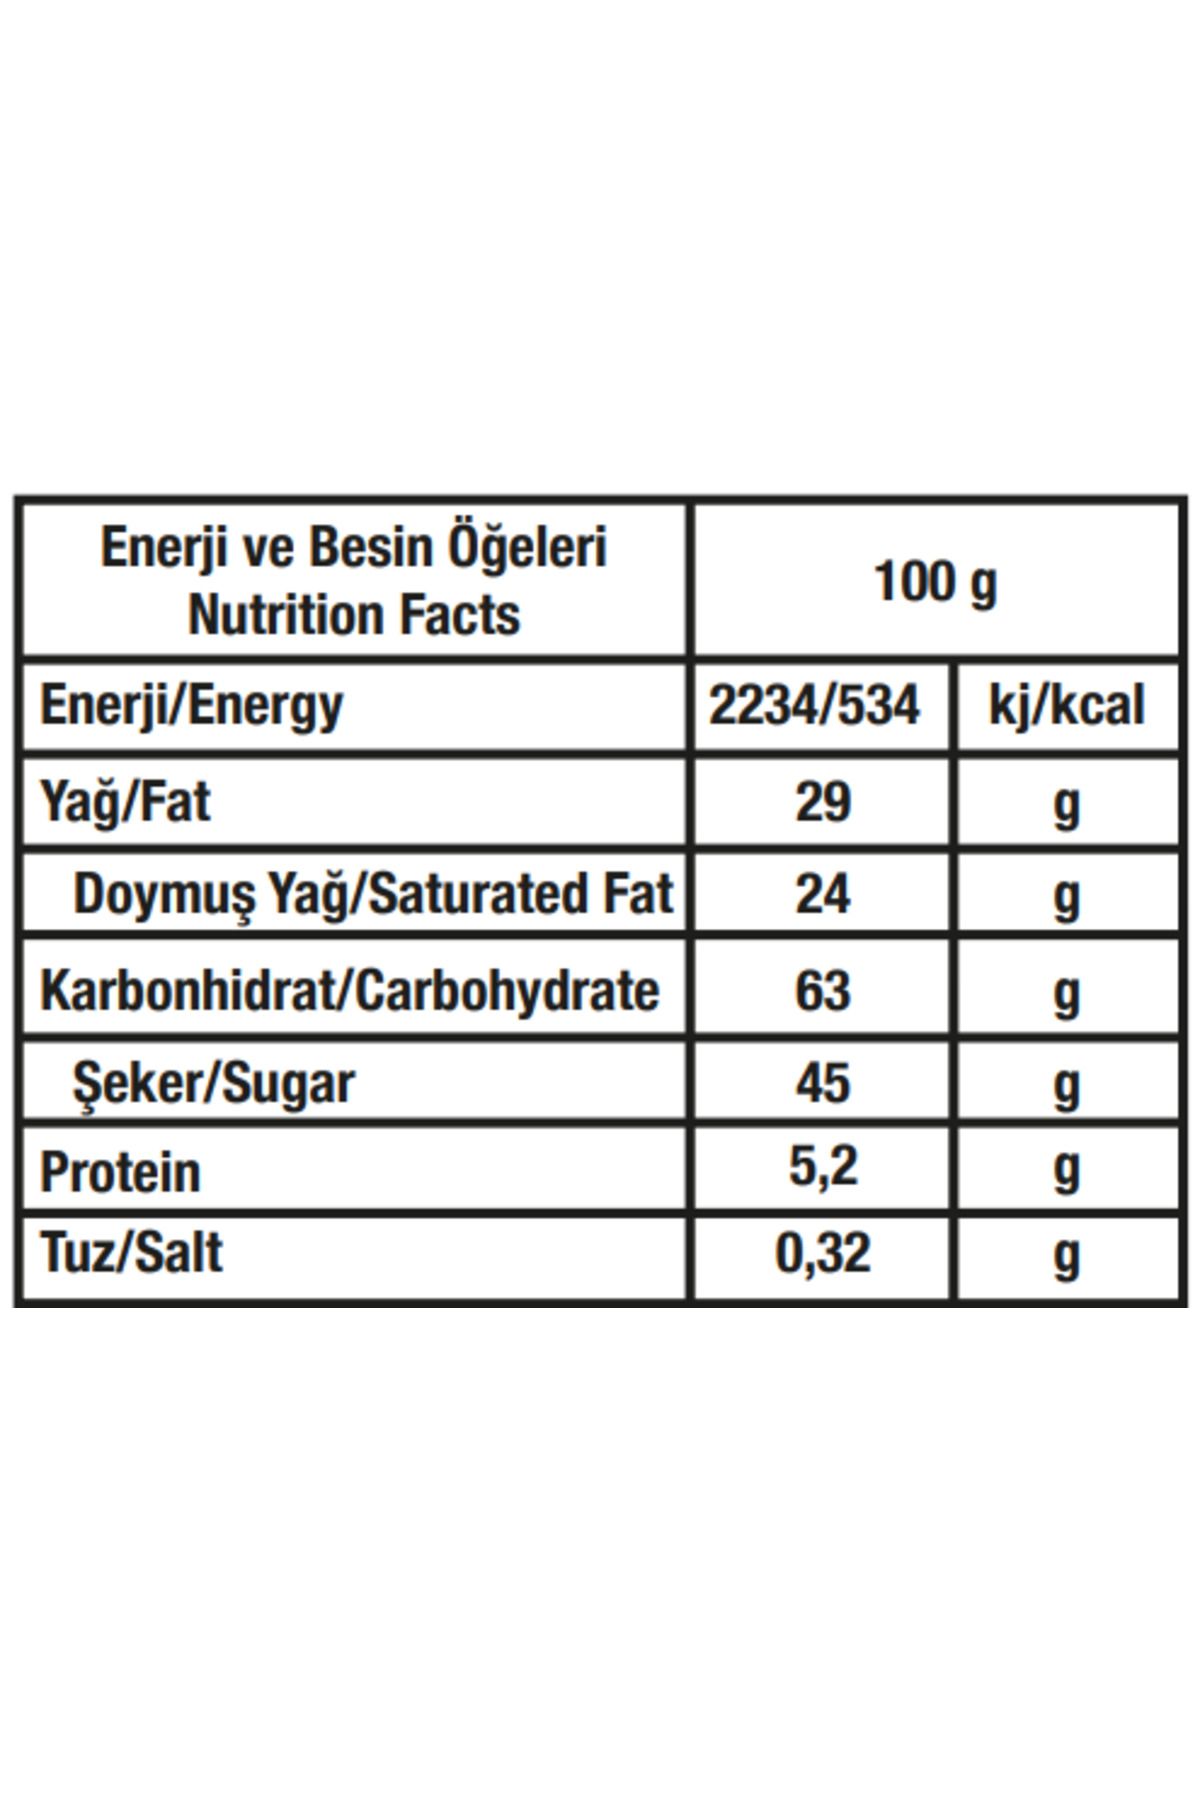 Enerji ve Besin Öğeleri
Nutrition Facts
100 g
Enerji/Energy 2234/534 kj/kcal
Yağ/Fat 29 g
Doymuş Yağ/Saturated Fat 24 g
Karbonhidrat/Carbohydrate 63 g
Şeker/Sugar 45 g
Protein 5,2 g
Tuz/Salt 0,32 g